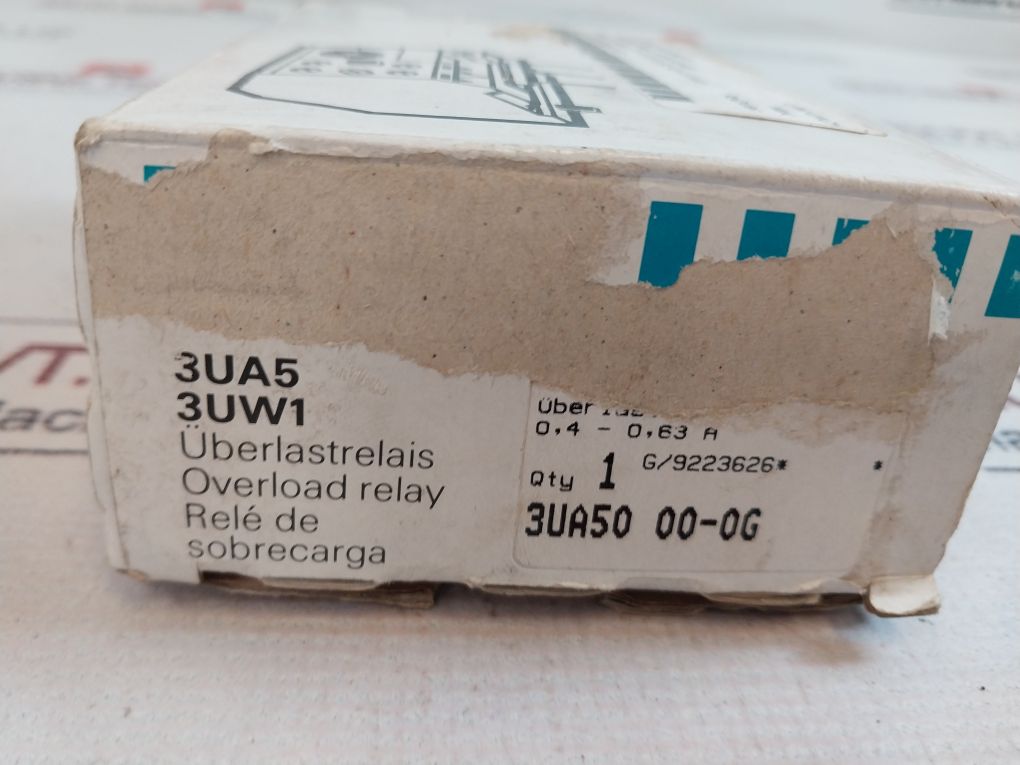 3UA5
3UW1
Überlastrelais
Overload relay
Relé de
sobrecarga
0,4 - 0,63 A
Qty 1 G/9223626* *
3UA50 00-0G